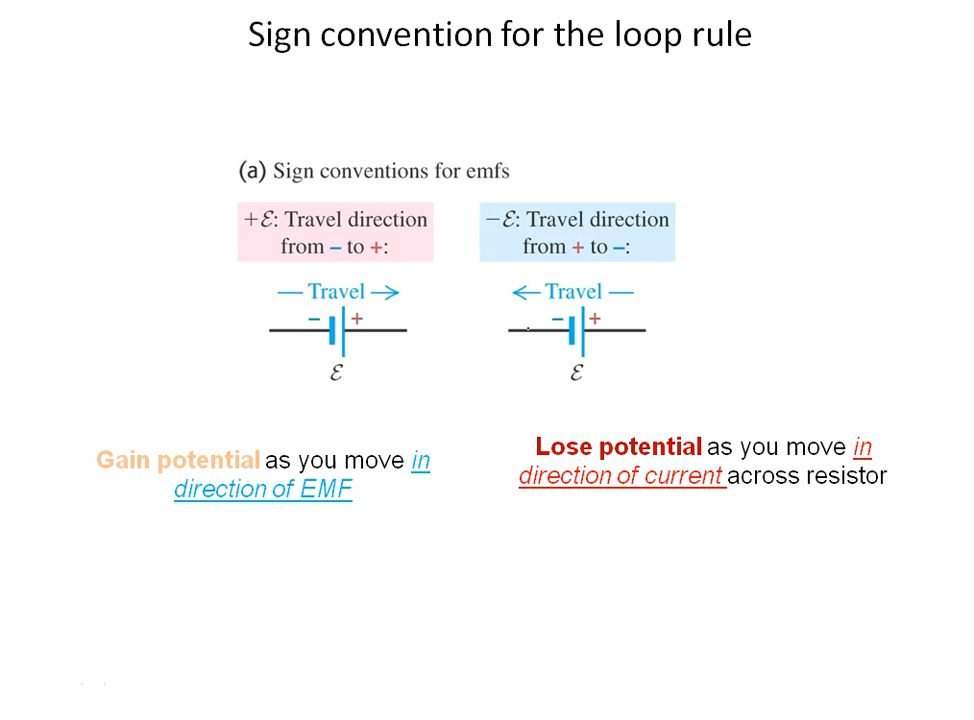 Sign convention for the loop rule
(a) Sign conventions for emfs
+ℰ: Travel direction
from – to +:
−ℰ: Travel direction
from + to –:
Travel
– +
ℰ
Travel
– +
ℰ
Gain potential as you move in
direction of EMF
Lose potential as you move in
direction of current across resistor